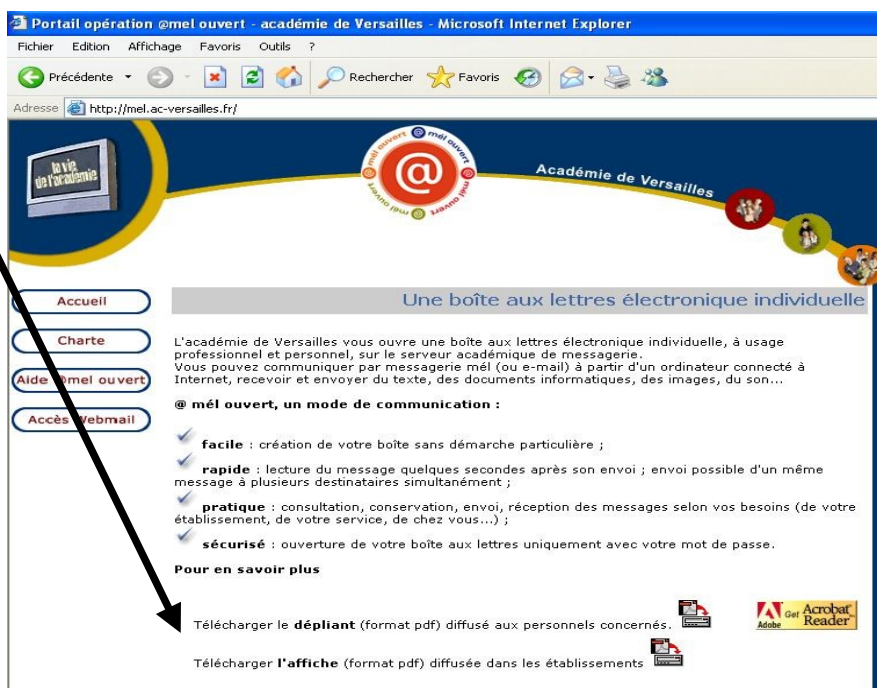 Portail opération @mel ouvert - académie de Versailles - Microsoft Internet Explorer
Fichier Edition Affichage Favoris Outils ?
Précédente Rechercher Favoris
Adresse http://mel.ac-versailles.fr/
la vie
de l'académie
@ mél ouvert @ mél ouvert @ mél ouvert
@
Académie de Versailles
Accueil
Charte
Aide @mel ouvert
Accès Webmail
Une boîte aux lettres électronique individuelle
L'académie de Versailles vous ouvre une boîte aux lettres électronique individuelle, à usage
professionnel et personnel, sur le serveur académique de messagerie.
Vous pouvez communiquer par messagerie mél (ou e-mail) à partir d'un ordinateur connecté à
Internet, recevoir et envoyer du texte, des documents informatiques, des images, du son...
@ mél ouvert, un mode de communication :
facile : création de votre boîte sans démarche particulière ;
rapide : lecture du message quelques secondes après son envoi ; envoi possible d'un même
message à plusieurs destinataires simultanément ;
pratique : consultation, conservation, envoi, réception des messages selon vos besoins (de votre
établissement, de votre service, de chez vous...) ;
sécurisé : ouverture de votre boîte aux lettres uniquement avec votre mot de passe.
Pour en savoir plus
Télécharger le dépliant (format pdf) diffusé aux personnels concernés.
Adobe Get Acrobat Reader
Télécharger l'affiche (format pdf) diffusée dans les établissements